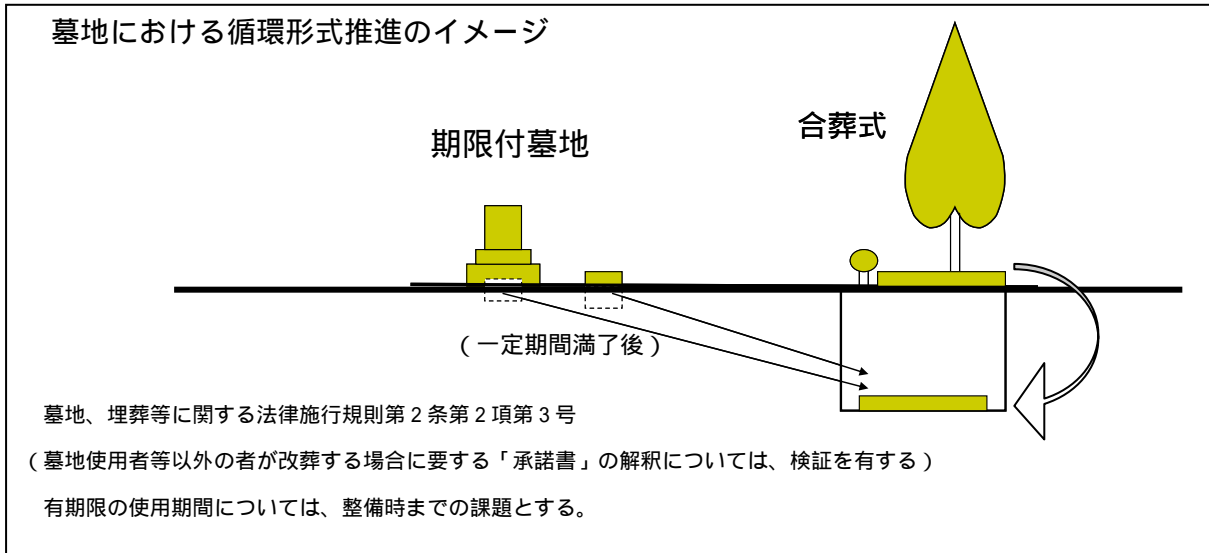 墓地における循環形式推進のイメージ
合葬式
期限付墓地
（一定期間満了後）
墓地、埋葬等に関する法律施行規則第２条第２項第３号
（墓地使用者等以外の者が改葬する場合に要する「承諾書」の解釈については、検証を有する）
有期限の使用期間については、整備時までの課題とする。